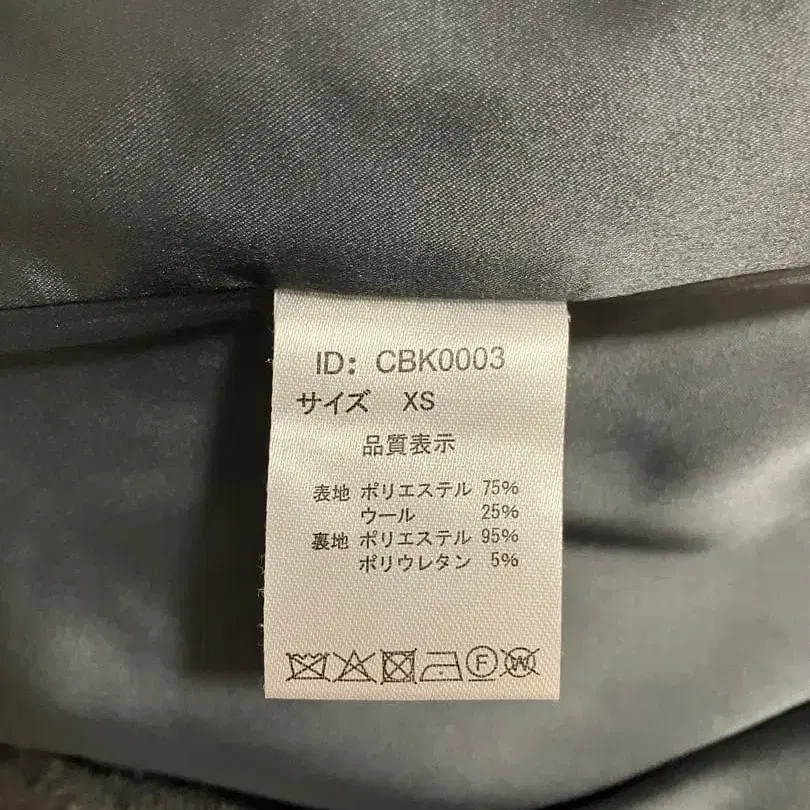 ID: CBK0003
サイズ XS
品質表示
表地 ポリエステル 75%
ウール 25%
裏地 ポリエステル 95%
ポリウレタン 5%
F W